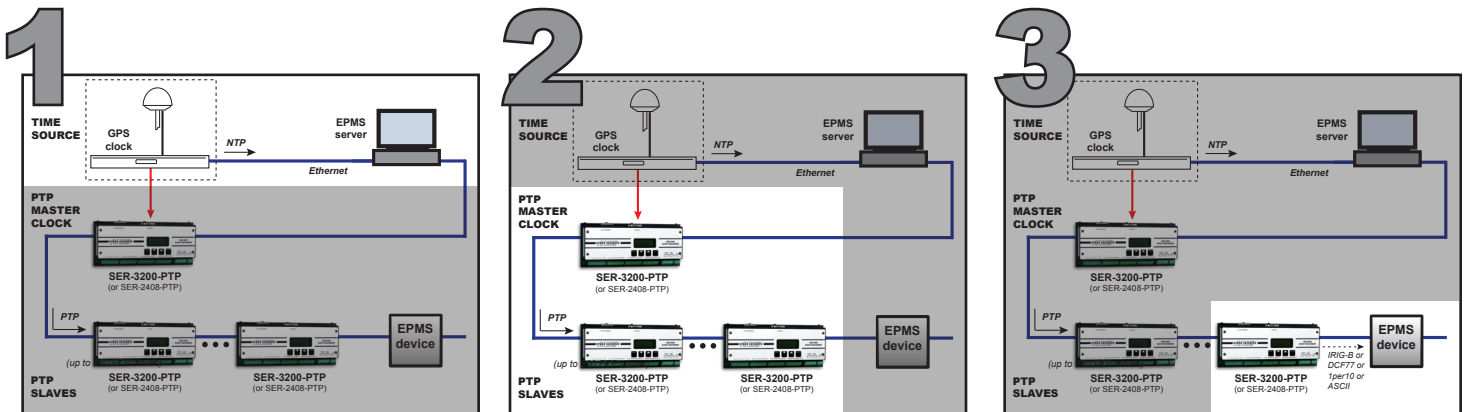 1
TIME
SOURCE
GPS
clock
NTP
Ethernet
EPMS
server
PTP
MASTER
CLOCK
SER-3200-PTP
(or SER-2408-PTP)
PTP
(up to
SER-3200-PTP
(or SER-2408-PTP)
SER-3200-PTP
(or SER-2408-PTP)
EPMS
device
PTP
SLAVES
2
TIME
SOURCE
GPS
clock
NTP
Ethernet
EPMS
server
PTP
MASTER
CLOCK
SER-3200-PTP
(or SER-2408-PTP)
PTP
(up to
SER-3200-PTP
(or SER-2408-PTP)
SER-3200-PTP
(or SER-2408-PTP)
EPMS
device
PTP
SLAVES
3
TIME
SOURCE
GPS
clock
NTP
Ethernet
EPMS
server
PTP
MASTER
CLOCK
SER-3200-PTP
(or SER-2408-PTP)
PTP
(up to
SER-3200-PTP
(or SER-2408-PTP)
SER-3200-PTP
(or SER-2408-PTP)
IRIG-B or
DCF77 or
1per10 or
ASCII
EPMS
device
PTP
SLAVES